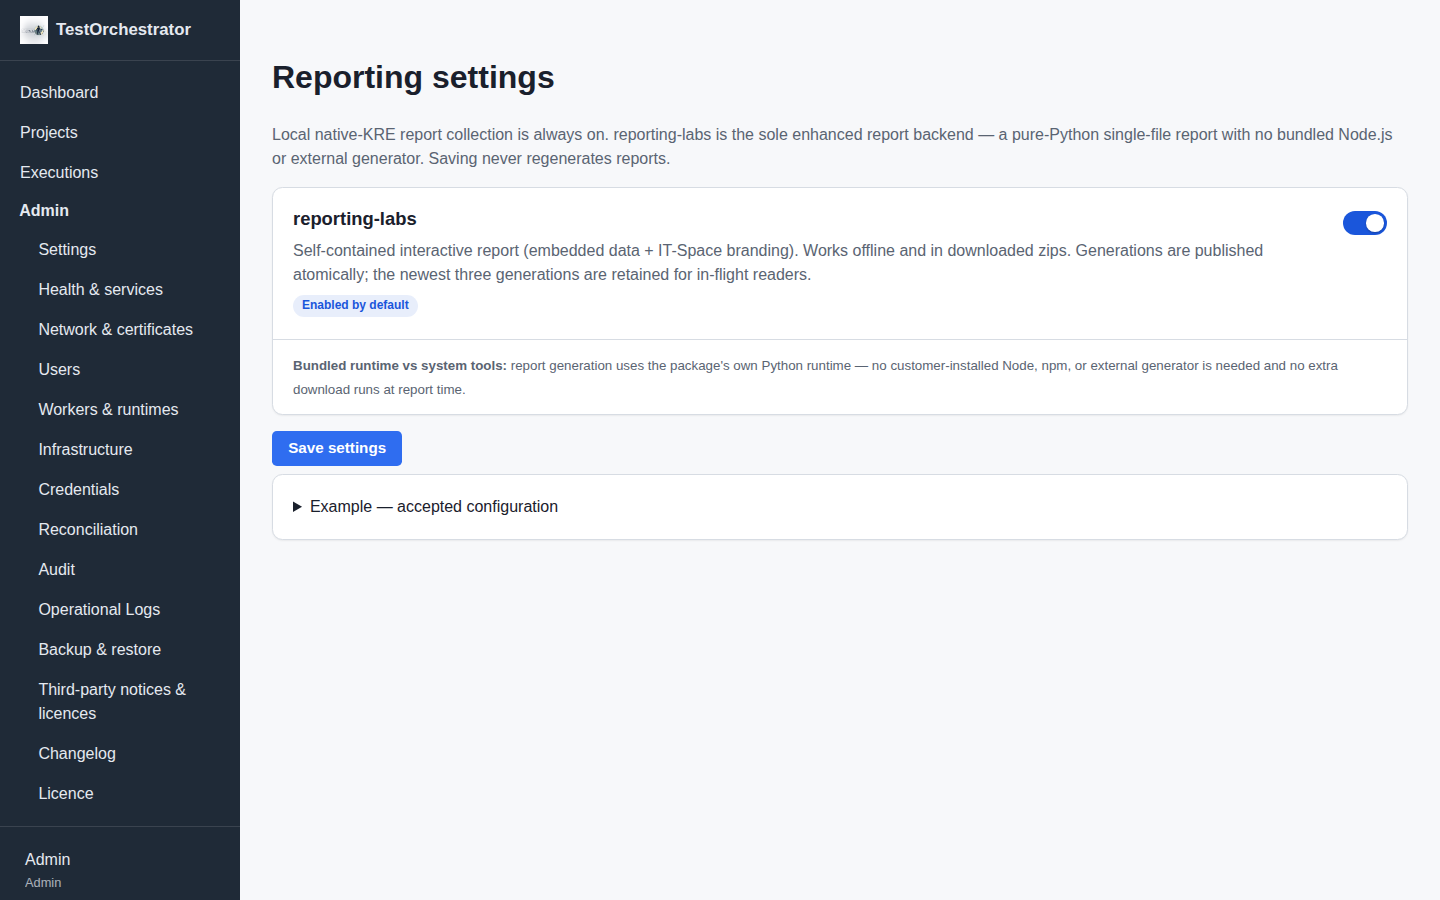 TestOrchestrator
Dashboard
Projects
Executions
Admin
Settings
Health & services
Network & certificates
Users
Workers & runtimes
Infrastructure
Credentials
Reconciliation
Audit
Operational Logs
Backup & restore
Third-party notices &
licences
Changelog
Licence
Admin
Admin
Reporting settings
Local native-KRE report collection is always on. reporting-labs is the sole enhanced report backend — a pure-Python single-file report with no bundled Node.js
or external generator. Saving never regenerates reports.
reporting-labs
Self-contained interactive report (embedded data + IT-Space branding). Works offline and in downloaded zips. Generations are published
atomically; the newest three generations are retained for in-flight readers.
Enabled by default
Bundled runtime vs system tools: report generation uses the package's own Python runtime — no customer-installed Node, npm, or external generator is needed and no extra
download runs at report time.
Save settings
Example — accepted configuration